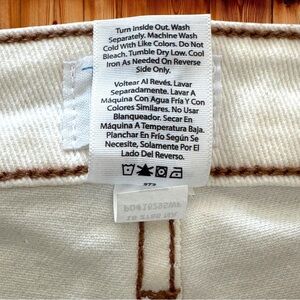 Turn Inside Out. Wash
Separately. Machine Wash
Cold With Like Colors. Do Not
Bleach. Tumble Dry Low. Cool
Iron As Needed On Reverse
Side Only.
Voltear Al Revés. Lavar
Separadamente. Lavar A
Máquina Con Agua Fria Y Con
Colores Similares. No Usar
Blanqueador. Secar En
Máquina A Temperatura Baja.
Planchar En Frío Según Se
Necesite, Solamente Por El
Lado Del Reverso.